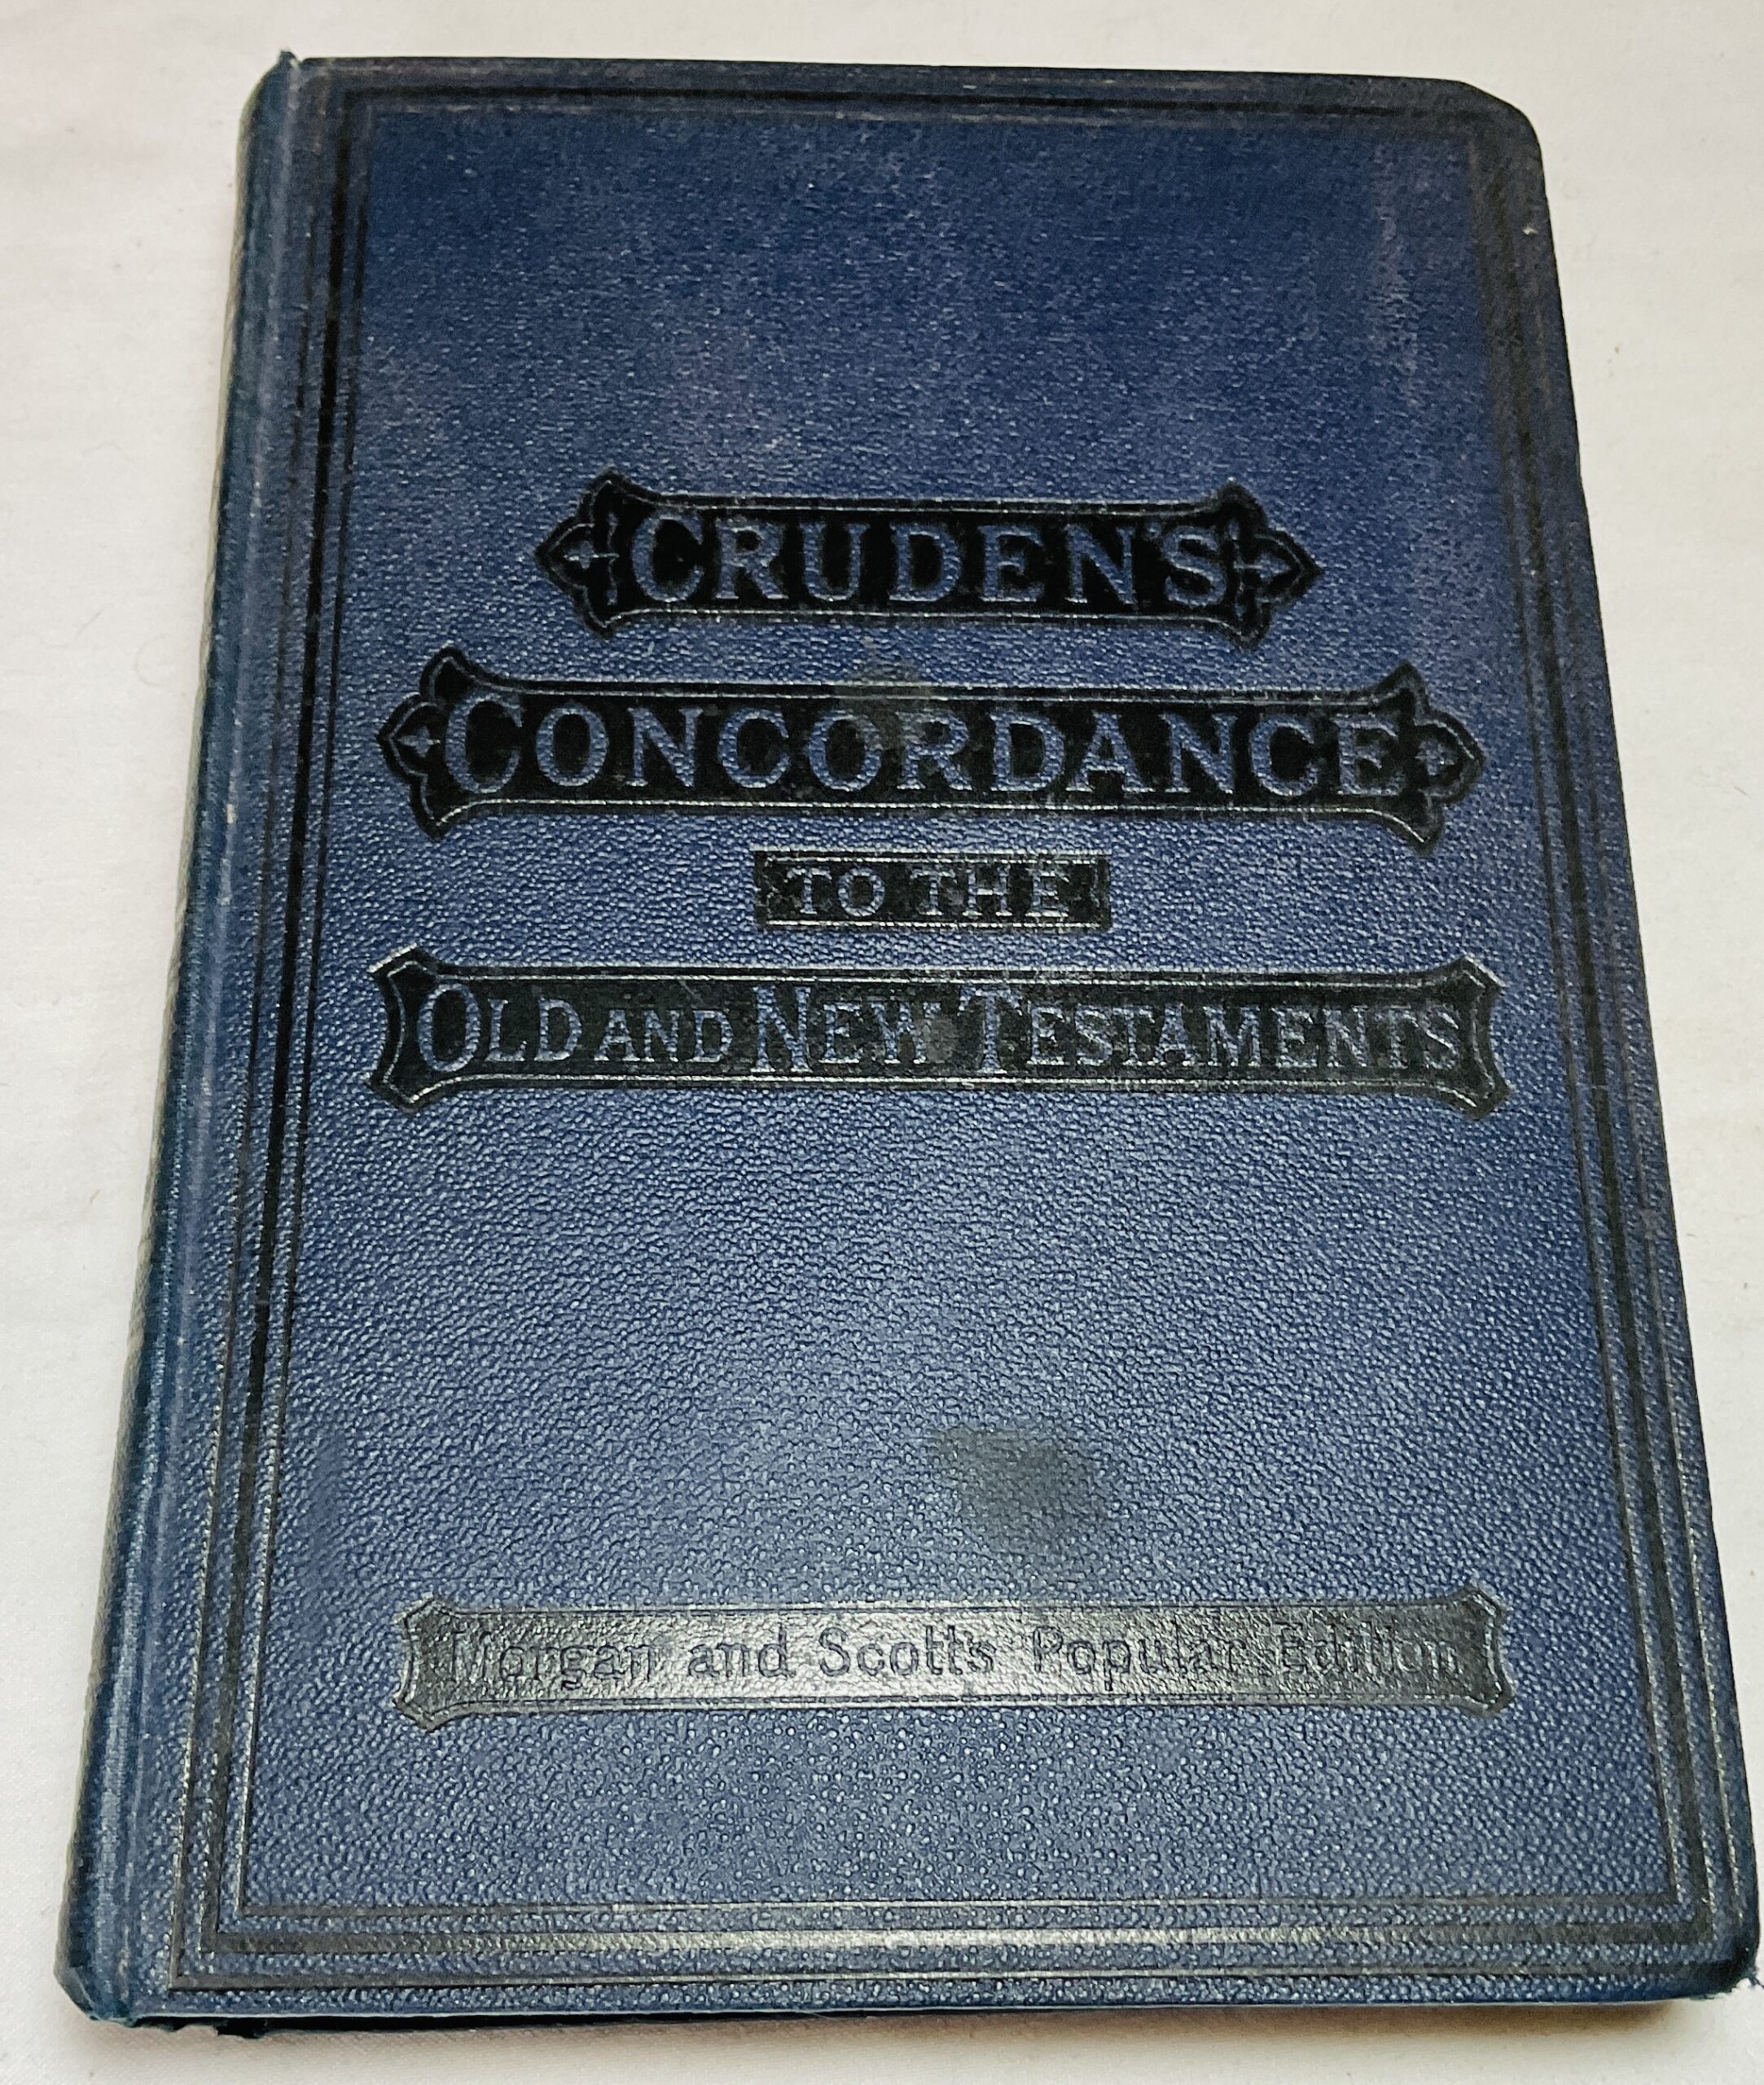 CRUDEN'S
CONCORDANCE
TO THE
OLD AND NEW TESTAMENTS
Morgan and Scott's Popular Edition